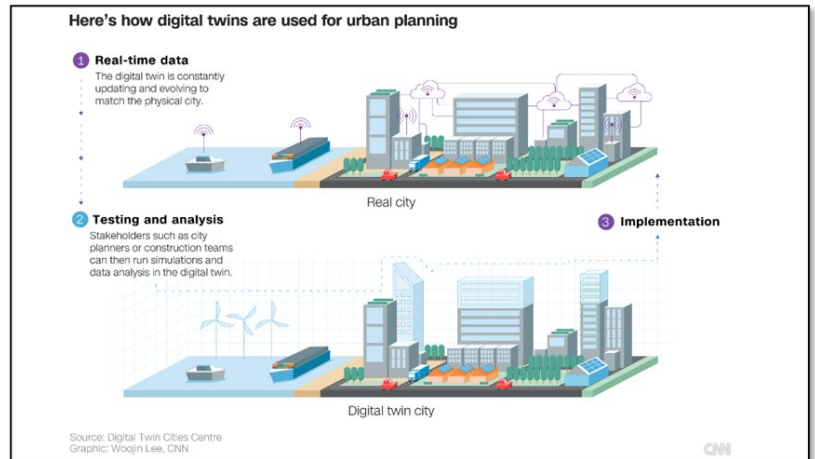 Here's how digital twins are used for urban planning
1 Real-time data
The digital twin is constantly
updating and evolving to
match the physical city.
Real city
2 Testing and analysis
Stakeholders such as city
planners or construction teams
can then run simulations and
data analysis in the digital twin.
3 Implementation
Digital twin city
Source: Digital Twin Cities Centre
Graphic: Woojin Lee, CNN
CNN